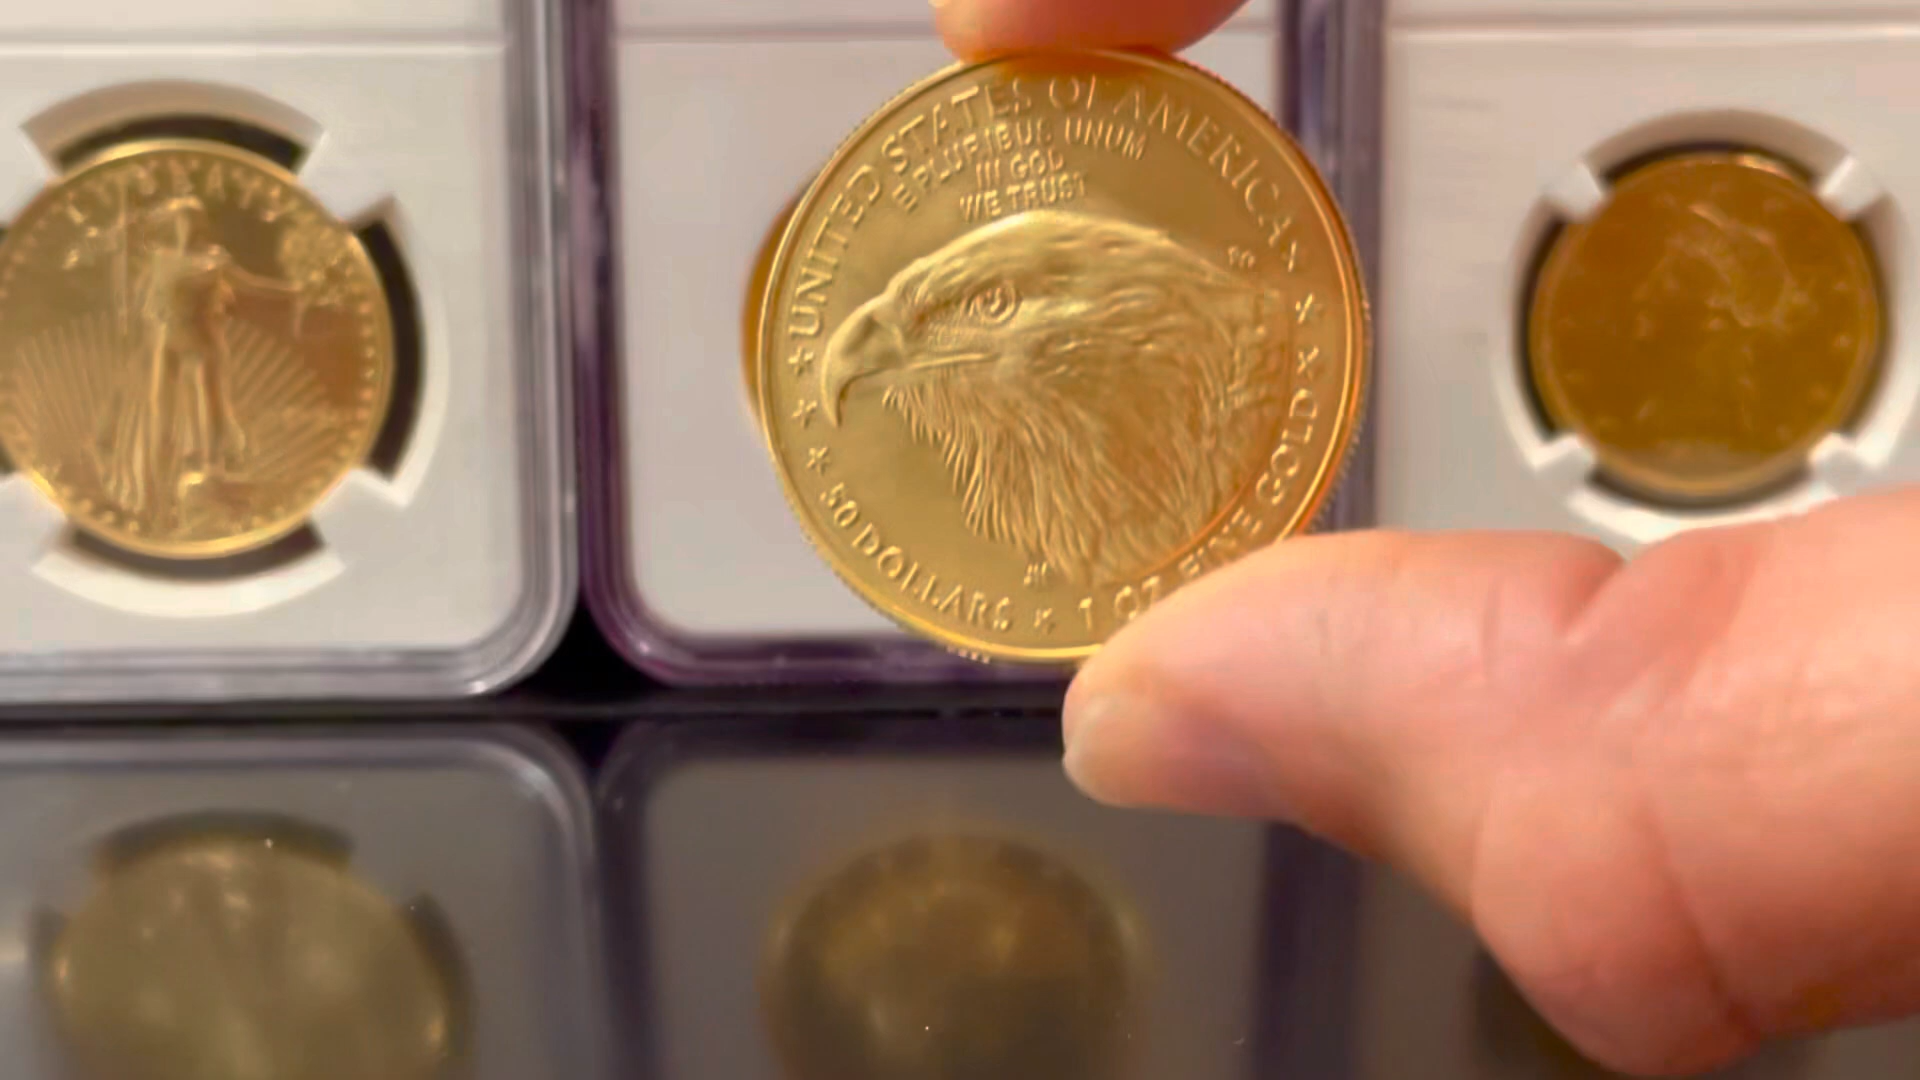 UNITED STATES OF AMERICA
E PLURIBUS UNUM
IN GOD
WE TRUST
50 DOLLARS ★ 1 OZ FINE GOLD